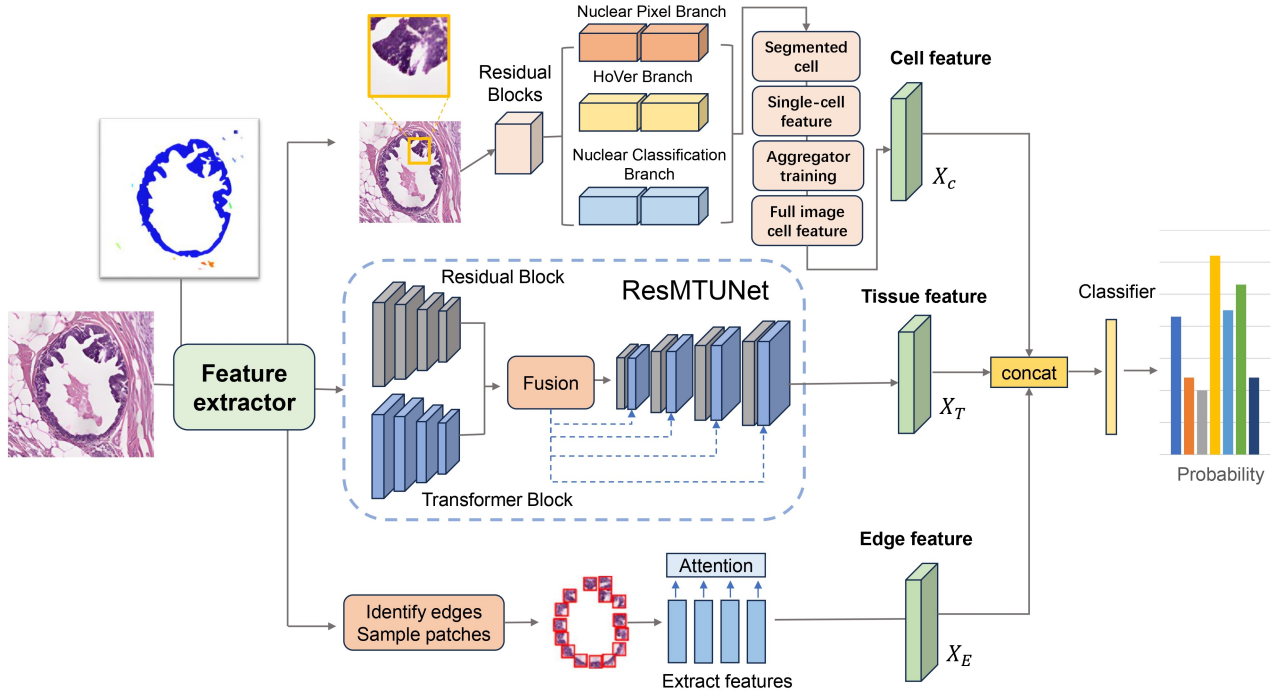 Nuclear Pixel Branch
HoVer Branch
Nuclear Classification
Branch
Residual
Blocks
Segmented
cell
Single-cell
feature
Aggregator
training
Full image
cell feature
Cell feature
X_c
Feature
extractor
Residual Block
ResMTUNet
Fusion
Transformer Block
Tissue feature
X_T
concat
Classifier
Probability
Identify edges
Sample patches
Attention
Extract features
Edge feature
X_E